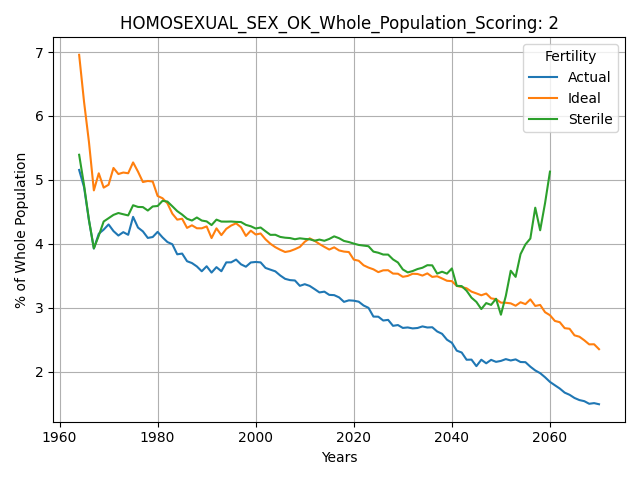 HOMOSEXUAL_SEX_OK_Whole_Population_Scoring: 2
7
6
5
4
3
2
% of Whole Population
Fertility
Actual
Ideal
Sterile
1960 1980 2000 2020 2040 2060
Years